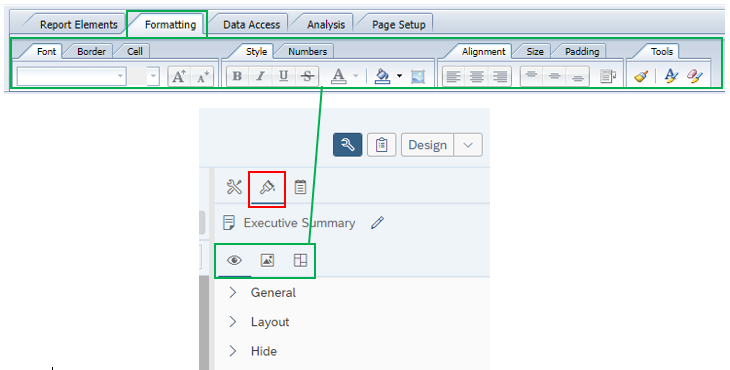 Report Elements Formatting Data Access Analysis Page Setup
Font Border Cell Style Numbers Alignment Size Padding Tools
A A B I U S A A
Design
Executive Summary
General
Layout
Hide